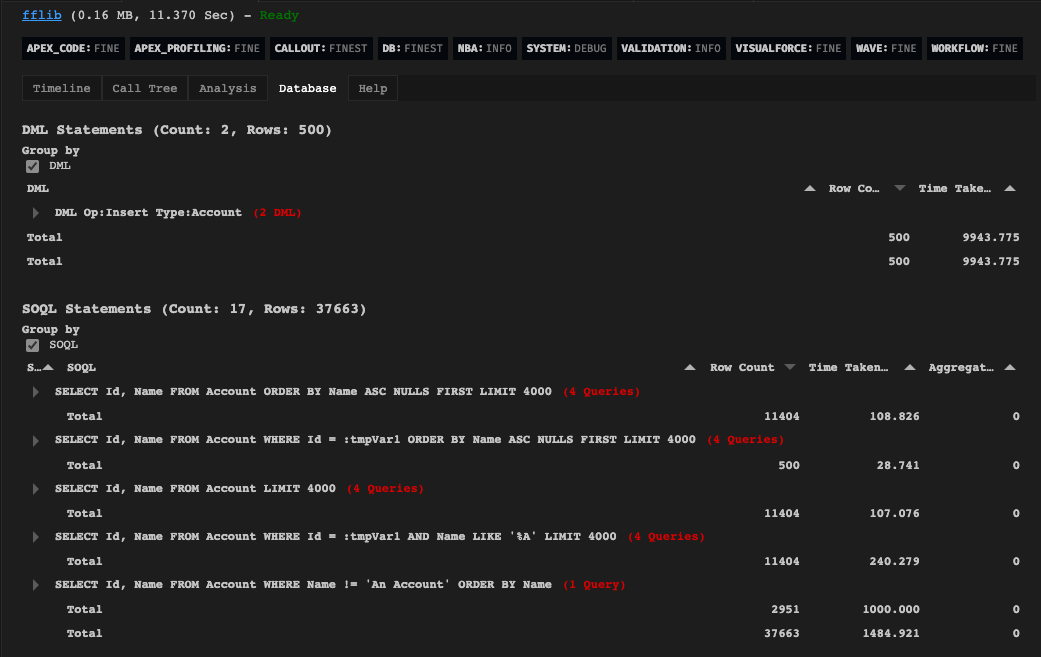 fflib (0.16 MB, 11.370 Sec) – Ready
APEX_CODE: FINE APEX_PROFILING: FINE CALLOUT: FINEST DB: FINEST NBA: INFO SYSTEM: DEBUG VALIDATION: INFO VISUALFORCE: FINE WAVE: FINE WORKFLOW: FINE
Timeline Call Tree Analysis Database Help
DML Statements (Count: 2, Rows: 500)
Group by
DML
DML Row Co… Time Take…
DML Op:Insert Type:Account (2 DML)
Total 500 9943.775
Total 500 9943.775
SOQL Statements (Count: 17, Rows: 37663)
Group by
SOQL
S… SOQL Row Count Time Taken… Aggregat…
SELECT Id, Name FROM Account ORDER BY Name ASC NULLS FIRST LIMIT 4000 (4 Queries)
Total 11404 108.826 0
SELECT Id, Name FROM Account WHERE Id = :tmpVar1 ORDER BY Name ASC NULLS FIRST LIMIT 4000 (4 Queries)
Total 500 28.741 0
SELECT Id, Name FROM Account LIMIT 4000 (4 Queries)
Total 11404 107.076 0
SELECT Id, Name FROM Account WHERE Id = :tmpVar1 AND Name LIKE '%A' LIMIT 4000 (4 Queries)
Total 11404 240.279 0
SELECT Id, Name FROM Account WHERE Name != 'An Account' ORDER BY Name (1 Query)
Total 2951 1000.000 0
Total 37663 1484.921 0